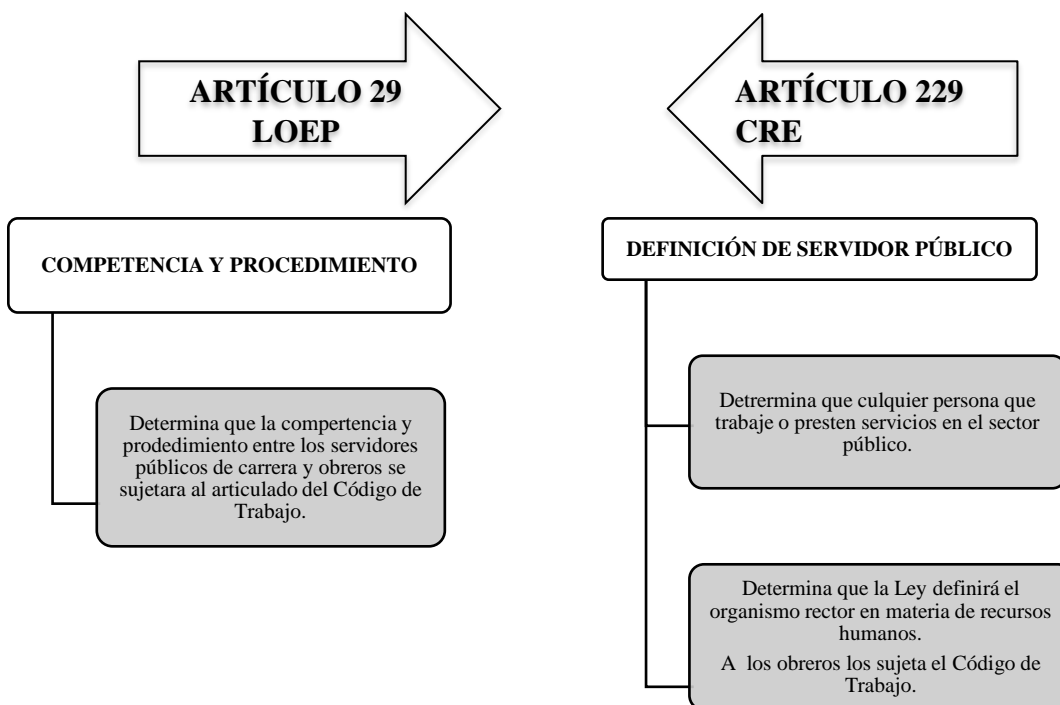 ARTÍCULO 29
LOEP
ARTÍCULO 229
CRE
COMPETENCIA Y PROCEDIMIENTO
Determina que la compertencia y
prodedimiento entre los servidores
públicos de carrera y obreros se
sujetara al articulado del Código de
Trabajo.
DEFINICIÓN DE SERVIDOR PÚBLICO
Detrermina que culquier persona que
trabaje o presten servicios en el sector
público.
Determina que la Ley definirá el
organismo rector en materia de recursos
humanos.
A los obreros los sujeta el Código de
Trabajo.